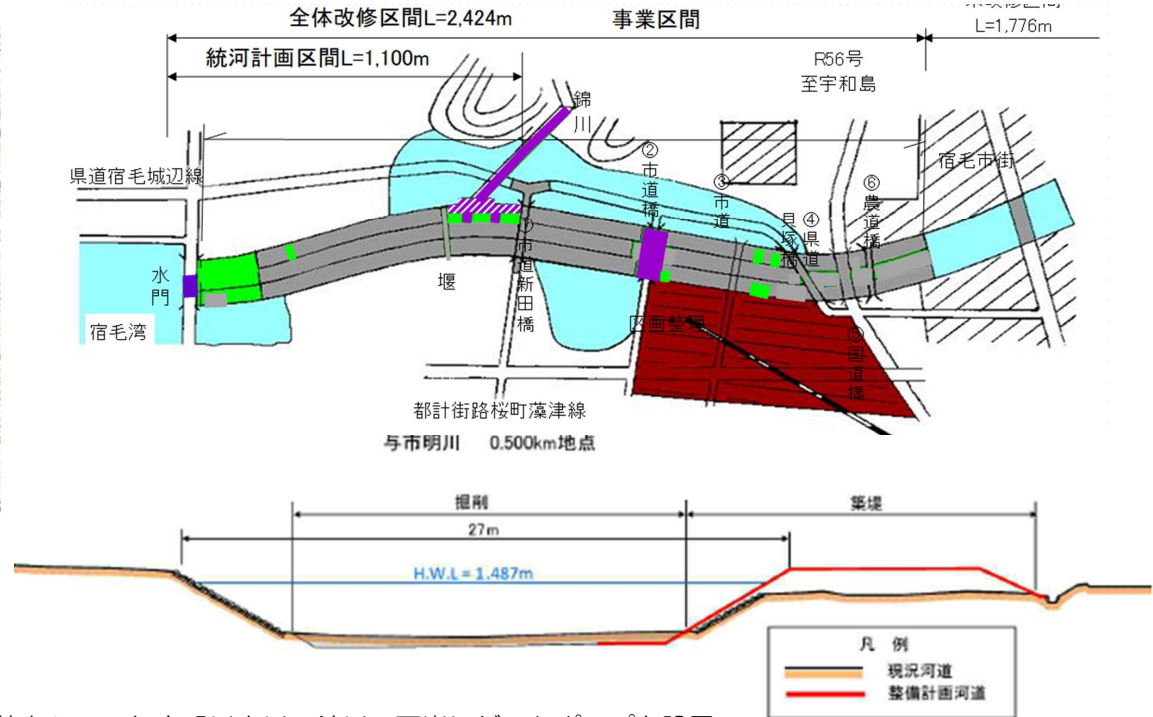 全体改修区間L=2,424m 事業区間
L=1,776m
統河計画区間L=1,100m
R56号
至宇和島
錦川
県道宿毛城辺線
②市道橋
③市道
貝塚橋
④県道
⑥農道橋
宿毛市街
水門
宿毛湾
堰
①市道新田橋
区画整理
⑤国道橋
都計街路桜町藻津線
与市明川 0.500km地点
掘削
築堤
27m
H.W.L=1.487m
凡 例
現況河道
整備計画河道